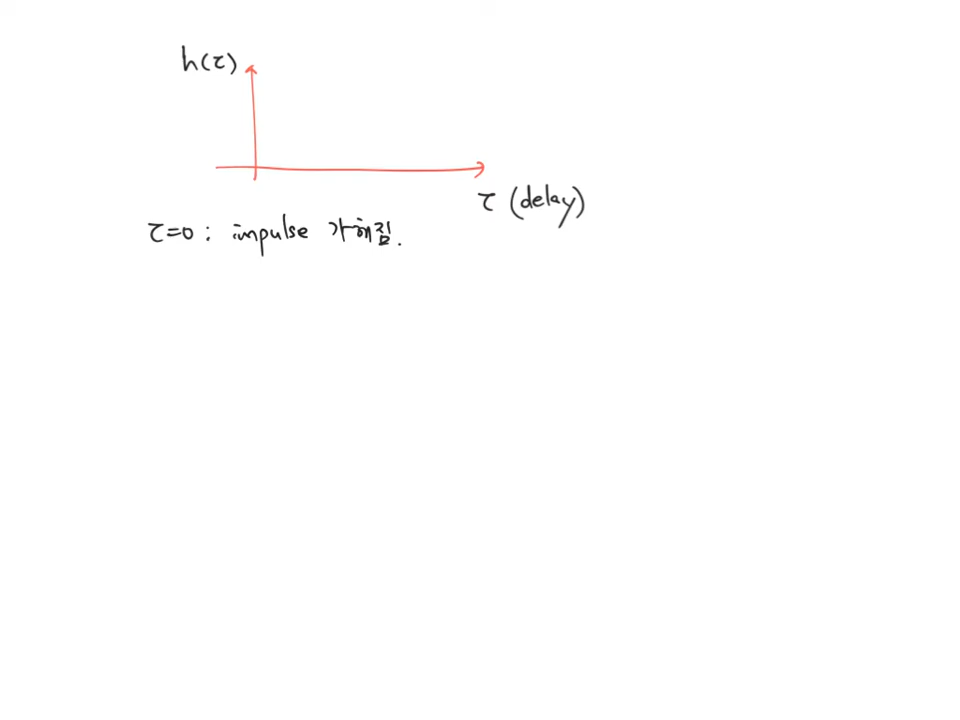 h(τ)
τ (delay)
τ=0 : impulse 가해짐.